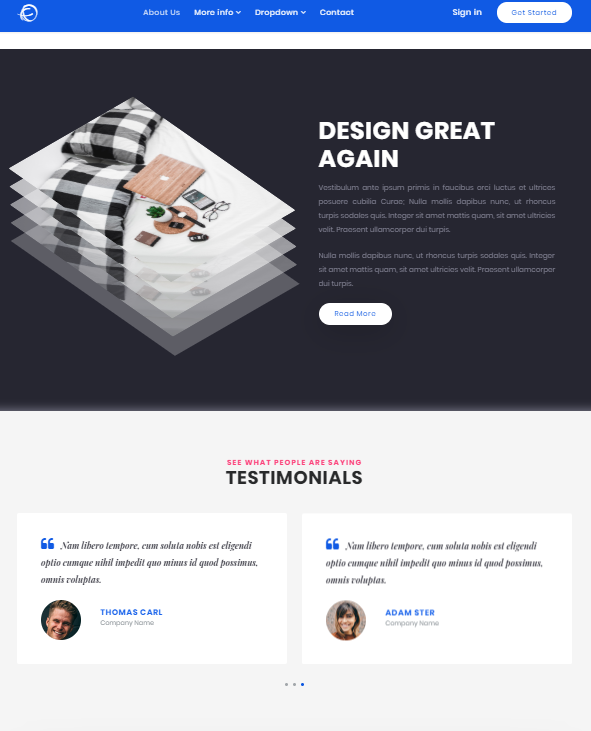 About Us More info Dropdown Contact Sign in Get Started
DESIGN GREAT
AGAIN
Vestibulum ante ipsum primis in faucibus orci luctus et ultrices
posuere cubilia Curae; Nulla mollis dapibus nunc, ut rhoncus
turpis sodales quis. Integer sit amet mattis quam, sit amet ultricies
velit. Praesent ullamcorper dui turpis.
Nulla mollis dapibus nunc, ut rhoncus turpis sodales quis. Integer
sit amet mattis quam, sit amet ultricies velit. Praesent ullamcorper
dui turpis.
Read More
SEE WHAT PEOPLE ARE SAYING
TESTIMONIALS
Nam libero tempore, cum soluta nobis est eligendi
optio cumque nihil impedit quo minus id quod possimus,
omnis voluptas.
THOMAS CARL
Company Name
Nam libero tempore, cum soluta nobis est eligendi
optio cumque nihil impedit quo minus id quod possimus,
omnis voluptas.
ADAM STER
Company Name